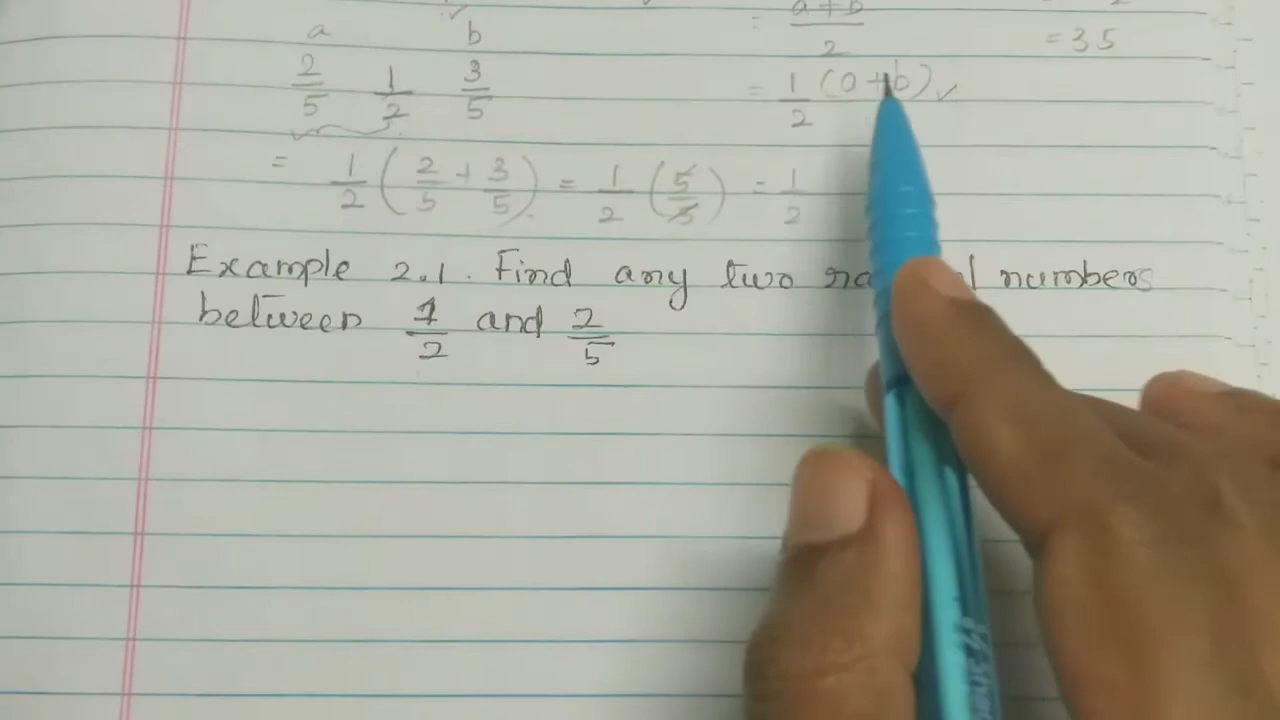 a+b
a b 2 = 35
2/5 1/2 3/5 = 1/2 (a+b) ✓
= 1/2 (2/5 + 3/5) = 1/2 (5/5) = 1/2
Example 2.1. Find any two numbers
between 1/2 and 2/5